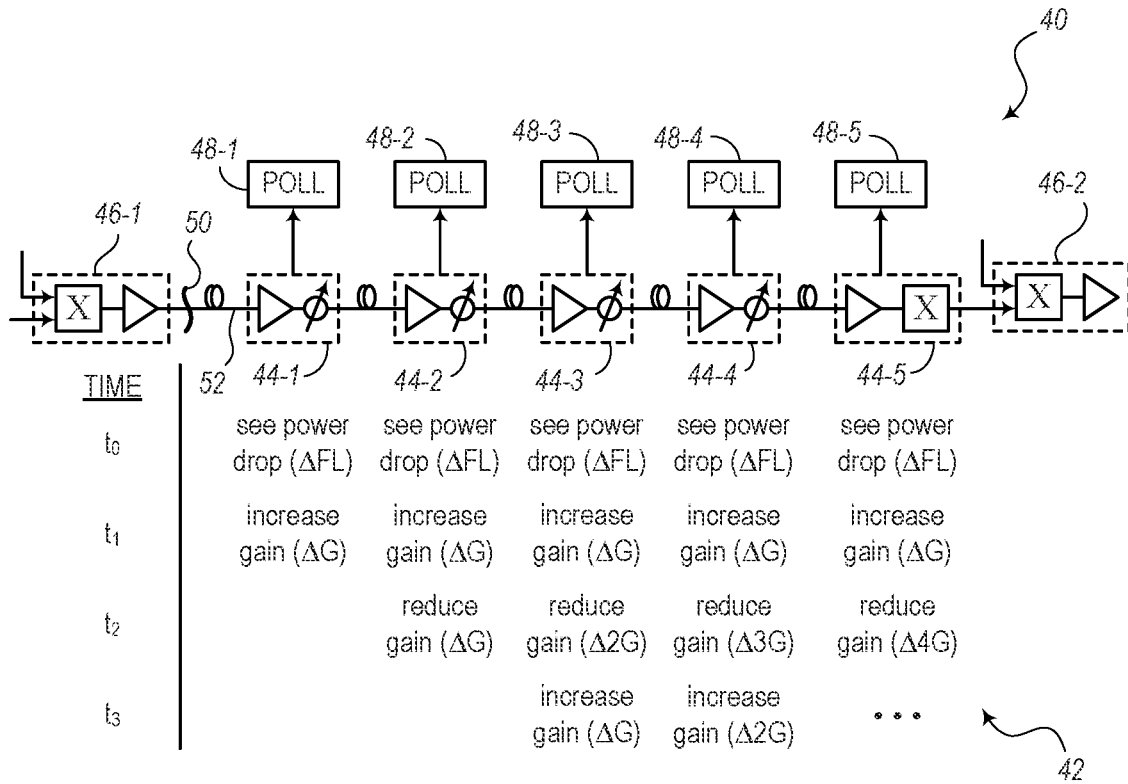 40
48-1 48-2 48-3 48-4 48-5
POLL POLL POLL POLL POLL
46-1 50 46-2
X X X
52 44-1 44-2 44-3 44-4 44-5
TIME
t0 see power see power see power see power see power
drop (ΔFL) drop (ΔFL) drop (ΔFL) drop (ΔFL) drop (ΔFL)
t1 increase increase increase increase increase
gain (ΔG) gain (ΔG) gain (ΔG) gain (ΔG) gain (ΔG)
t2 reduce reduce reduce reduce
gain (ΔG) gain (Δ2G) gain (Δ3G) gain (Δ4G)
t3 increase increase • • •
gain (ΔG) gain (Δ2G)
42